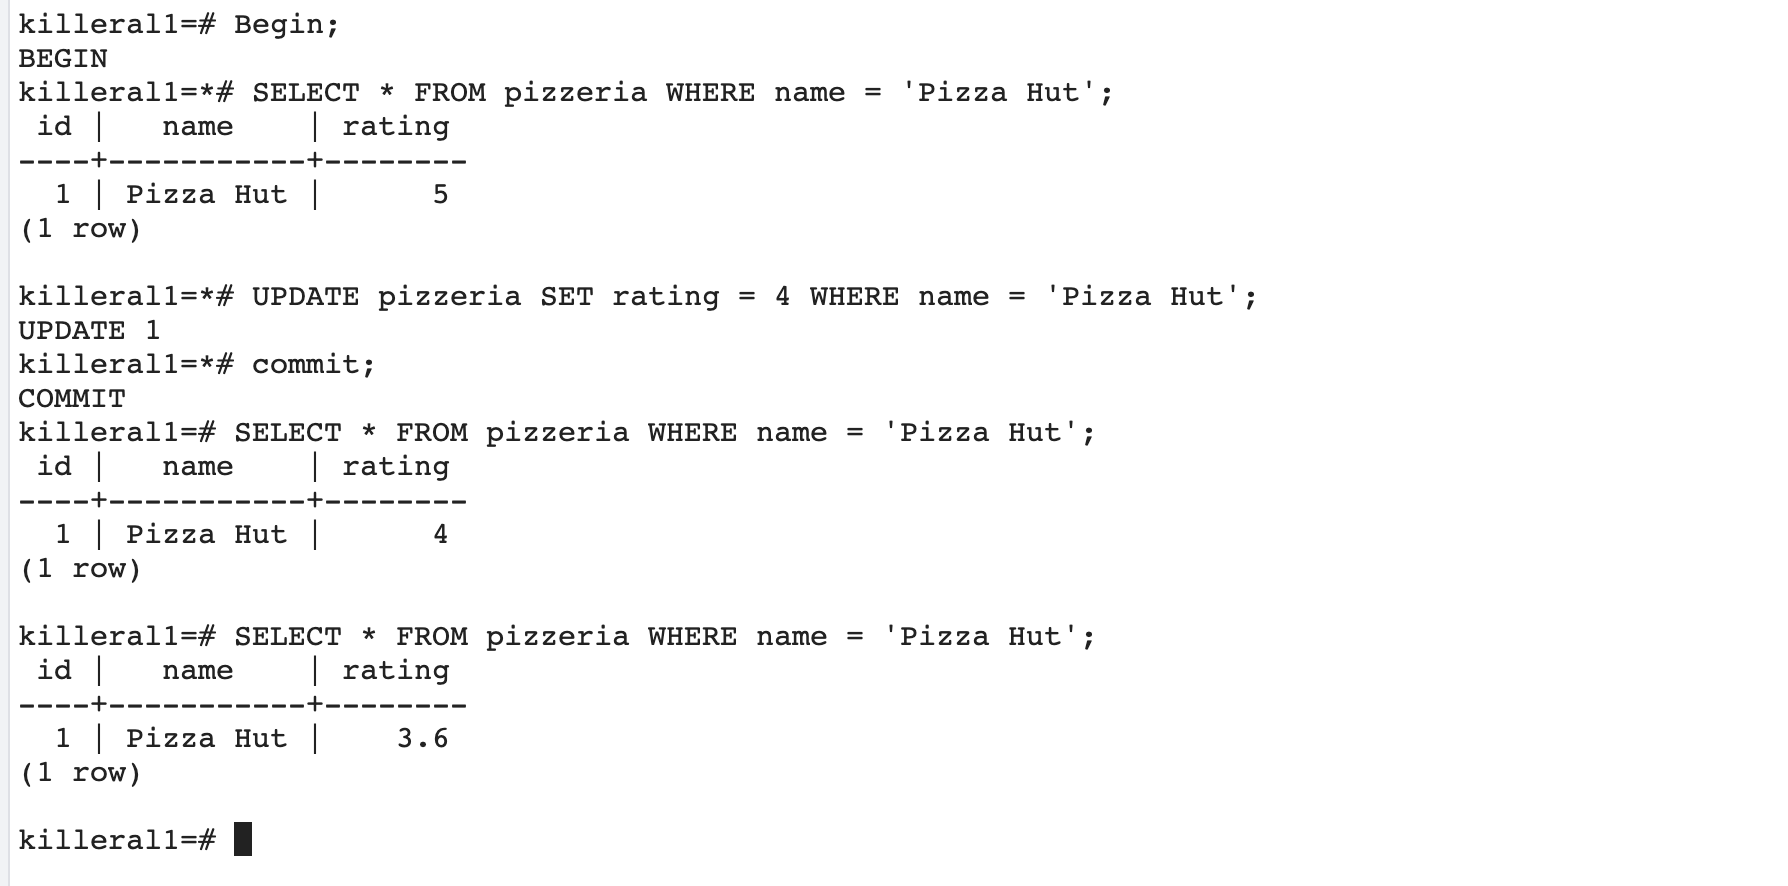 killeral1=# Begin;
BEGIN
killeral1=*# SELECT * FROM pizzeria WHERE name = 'Pizza Hut';
 id |   name    | rating
----+-----------+--------
  1 | Pizza Hut |      5
(1 row)

killeral1=*# UPDATE pizzeria SET rating = 4 WHERE name = 'Pizza Hut';
UPDATE 1
killeral1=*# commit;
COMMIT
killeral1=# SELECT * FROM pizzeria WHERE name = 'Pizza Hut';
 id |   name    | rating
----+-----------+--------
  1 | Pizza Hut |      4
(1 row)

killeral1=# SELECT * FROM pizzeria WHERE name = 'Pizza Hut';
 id |   name    | rating
----+-----------+--------
  1 | Pizza Hut |    3.6
(1 row)

killeral1=#